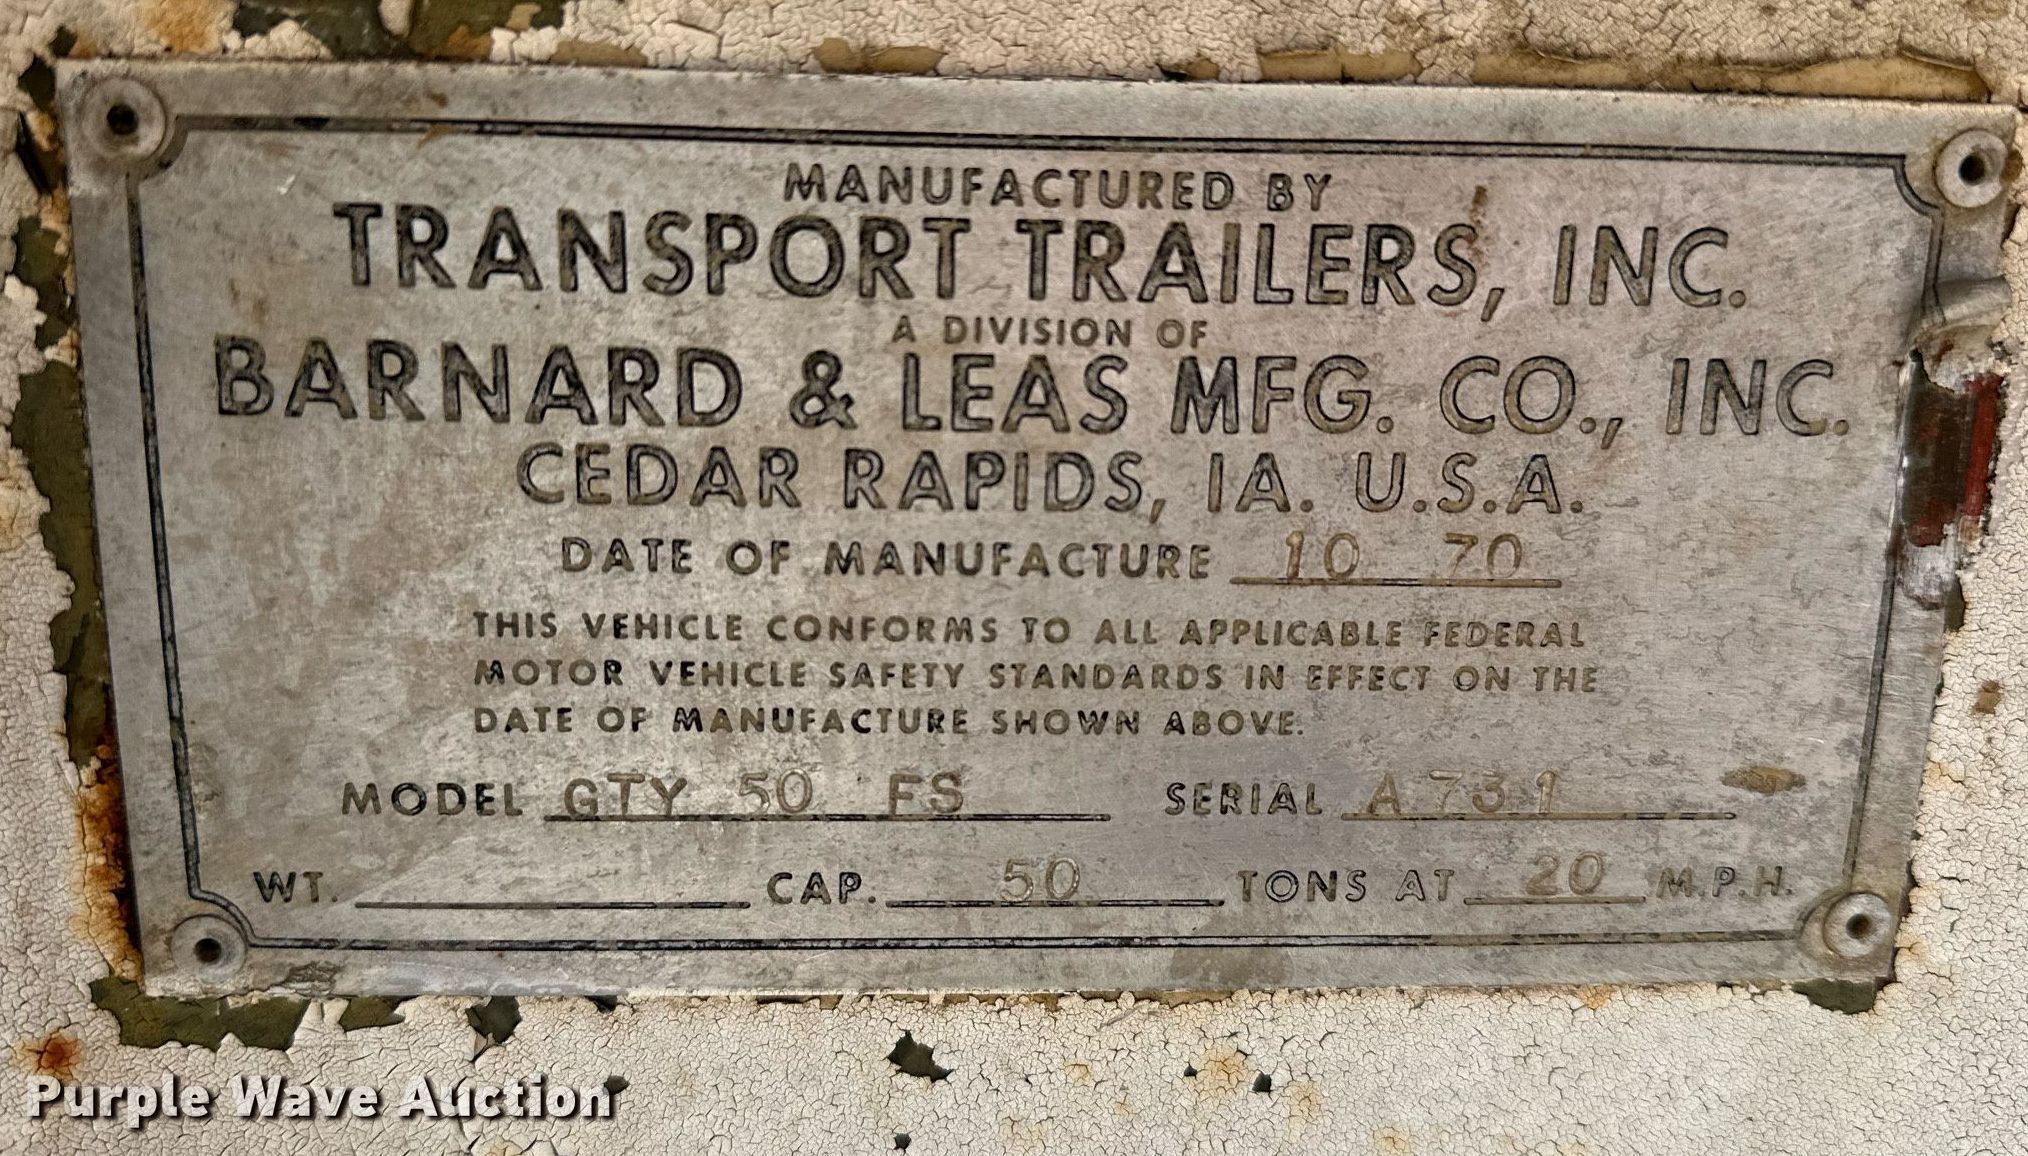 MANUFACTURED BY
TRANSPORT TRAILERS, INC.
A DIVISION OF
BARNARD & LEAS MFG. CO., INC.
CEDAR RAPIDS, IA. U.S.A.
DATE OF MANUFACTURE 10 70
THIS VEHICLE CONFORMS TO ALL APPLICABLE FEDERAL
MOTOR VEHICLE SAFETY STANDARDS IN EFFECT ON THE
DATE OF MANUFACTURE SHOWN ABOVE.
MODEL GTY 50 FS SERIAL A731
WT. CAP. 50 TONS AT 20 M.P.H.
Purple Wave Auction